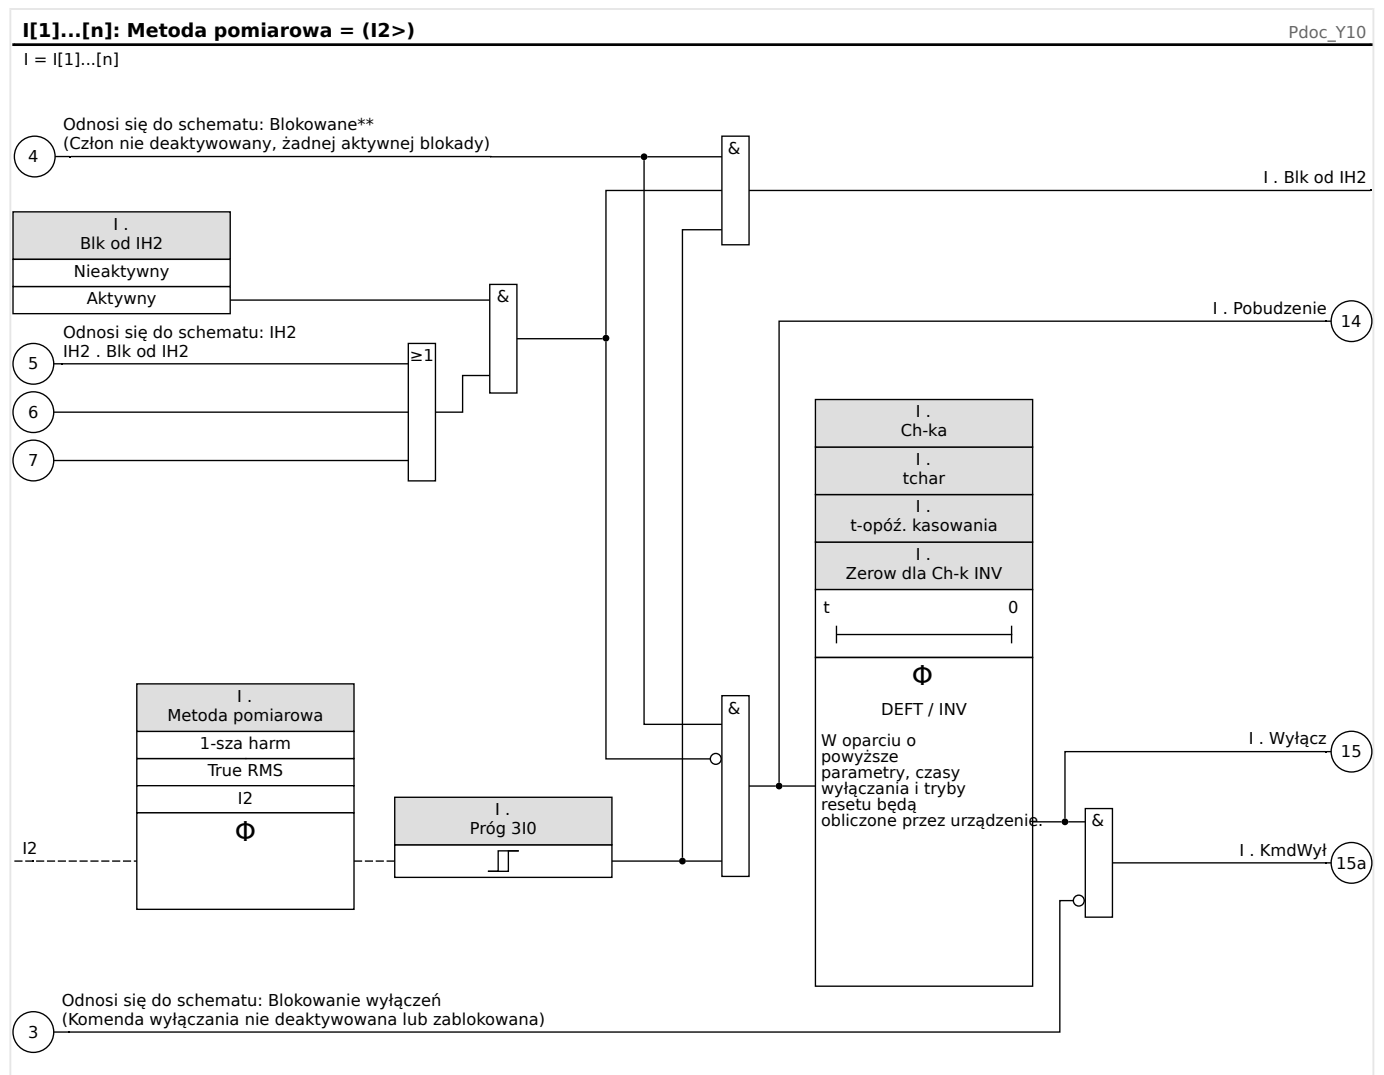 I[1]...[n]: Metoda pomiarowa = (I2>)
Pdoc_Y10
I = I[1]...[n]
Odnosi się do schematu: Blokowane**
(Człon nie deaktywowany, żadnej aktywnej blokady)
4
&
I . Blk od IH2
I .
Blk od IH2
Nieaktywny
Aktywny
&
I . Pobudzenie
14
Odnosi się do schematu: IH2
IH2 . Blk od IH2
≥1
5
6
7
I .
Ch-ka
I .
tchar
I .
t-opóź. kasowania
I .
Zerow dla Ch-k INV
t
0
Φ
DEFT / INV
W oparciu o
powyższe
parametry, czasy
wyłączania i tryby
resetu będą
obliczone przez urządzenie.
I .
Metoda pomiarowa
1-sza harm
True RMS
I2
Φ
I2
I .
Próg 3I0
&
I . Wyłącz
15
&
I . KmdWył
15a
Odnosi się do schematu: Blokowanie wyłączeń
(Komenda wyłączania nie deaktywowana lub zablokowana)
3